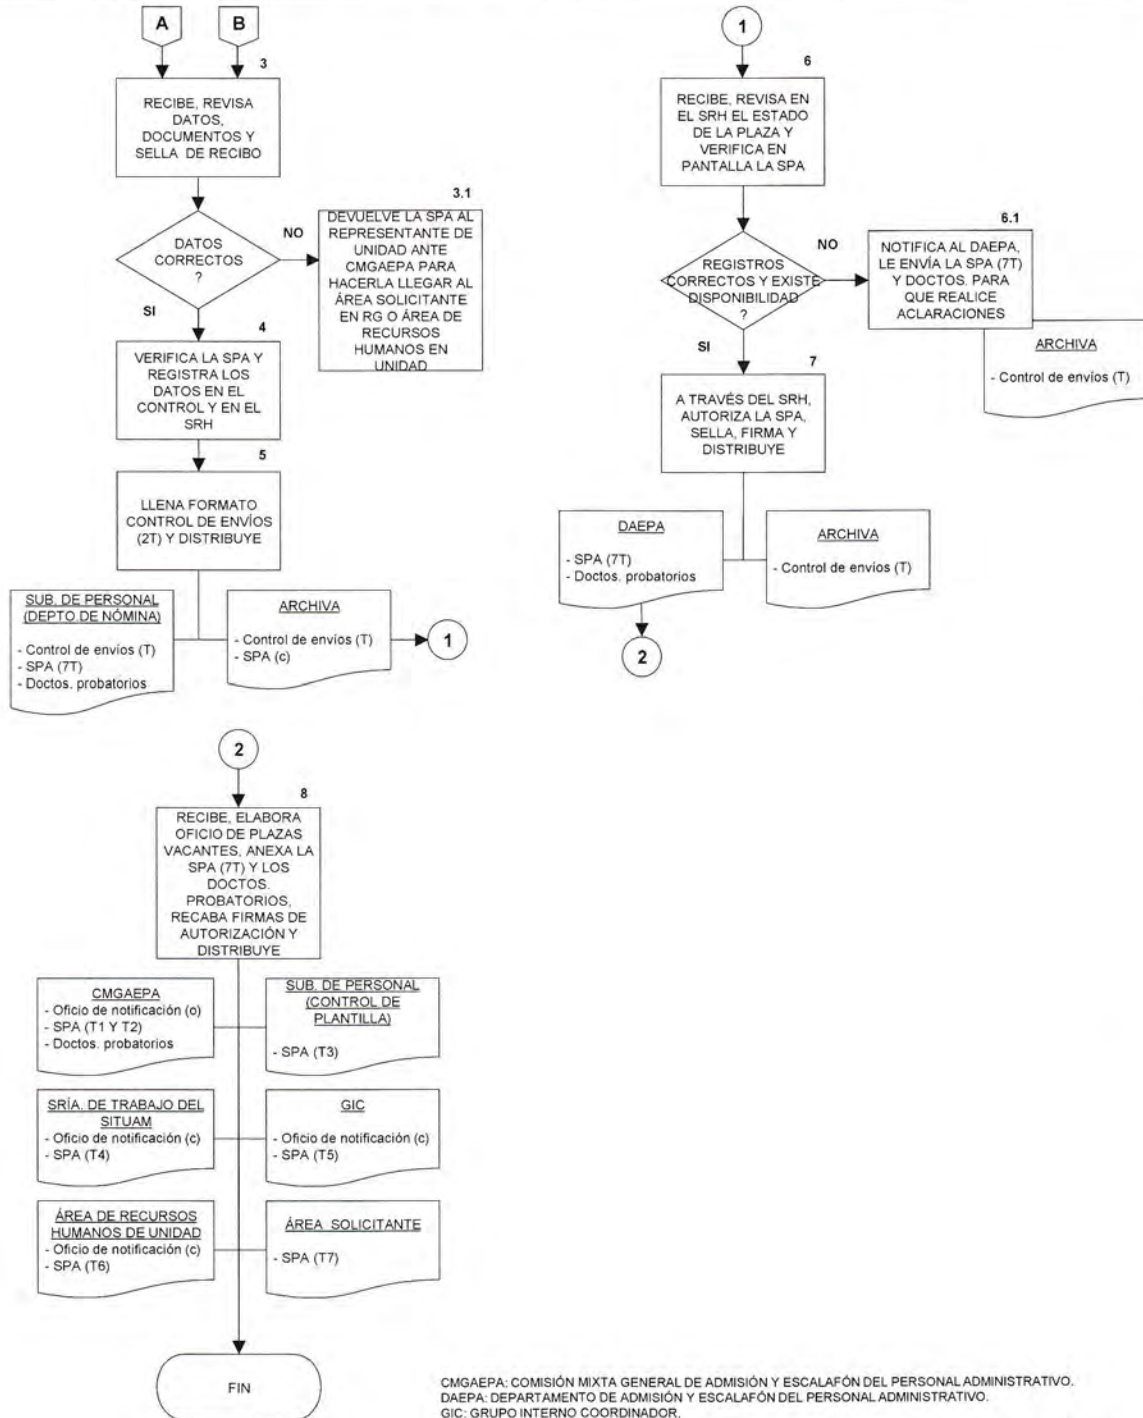 A
B
3
RECIBE, REVISA
DATOS,
DOCUMENTOS Y
SELLA DE RECIBO
DATOS
CORRECTOS
?
NO
SI
3.1
DEVUELVE LA SPA AL
REPRESENTANTE DE
UNIDAD ANTE
CMGAEPA PARA
HACERLA LLEGAR AL
ÁREA SOLICITANTE
EN RG O ÁREA DE
RECURSOS
HUMANOS EN
UNIDAD
4
VERIFICA LA SPA Y
REGISTRA LOS
DATOS EN EL
CONTROL Y EN EL
SRH
5
LLENA FORMATO
CONTROL DE ENVÍOS
(2T) Y DISTRIBUYE
SUB. DE PERSONAL
(DEPTO. DE NÓMINA)
- Control de envíos (T)
- SPA (7T)
- Doctos. probatorios
ARCHIVA
- Control de envíos (T)
- SPA (c)
1
1
6
RECIBE, REVISA EN
EL SRH EL ESTADO
DE LA PLAZA Y
VERIFICA EN
PANTALLA LA SPA
REGISTROS
CORRECTOS Y EXISTE
DISPONIBILIDAD
?
NO
SI
6.1
NOTIFICA AL DAEPA,
LE ENVÍA LA SPA (7T)
Y DOCTOS. PARA
QUE REALICE
ACLARACIONES
ARCHIVA
- Control de envíos (T)
7
A TRAVÉS DEL SRH,
AUTORIZA LA SPA,
SELLA, FIRMA Y
DISTRIBUYE
DAEPA
- SPA (7T)
- Doctos. probatorios
ARCHIVA
- Control de envíos (T)
2
2
8
RECIBE, ELABORA
OFICIO DE PLAZAS
VACANTES, ANEXA LA
SPA (7T) Y LOS
DOCTOS.
PROBATORIOS,
RECABA FIRMAS DE
AUTORIZACIÓN Y
DISTRIBUYE
CMGAEPA
- Oficio de notificación (o)
- SPA (T1 Y T2)
- Doctos. probatorios
SUB. DE PERSONAL
(CONTROL DE
PLANTILLA)
- SPA (T3)
SRÍA. DE TRABAJO DEL
SITUAM
- Oficio de notificación (c)
- SPA (T4)
GIC
- Oficio de notificación (c)
- SPA (T5)
ÁREA DE RECURSOS
HUMANOS DE UNIDAD
- Oficio de notificación (c)
- SPA (T6)
ÁREA SOLICITANTE
- SPA (T7)
FIN
CMGAEPA: COMISIÓN MIXTA GENERAL DE ADMISIÓN Y ESCALAFÓN DEL PERSONAL ADMINISTRATIVO.
DAEPA: DEPARTAMENTO DE ADMISIÓN Y ESCALAFÓN DEL PERSONAL ADMINISTRATIVO.
GIC: GRUPO INTERNO COORDINADOR.